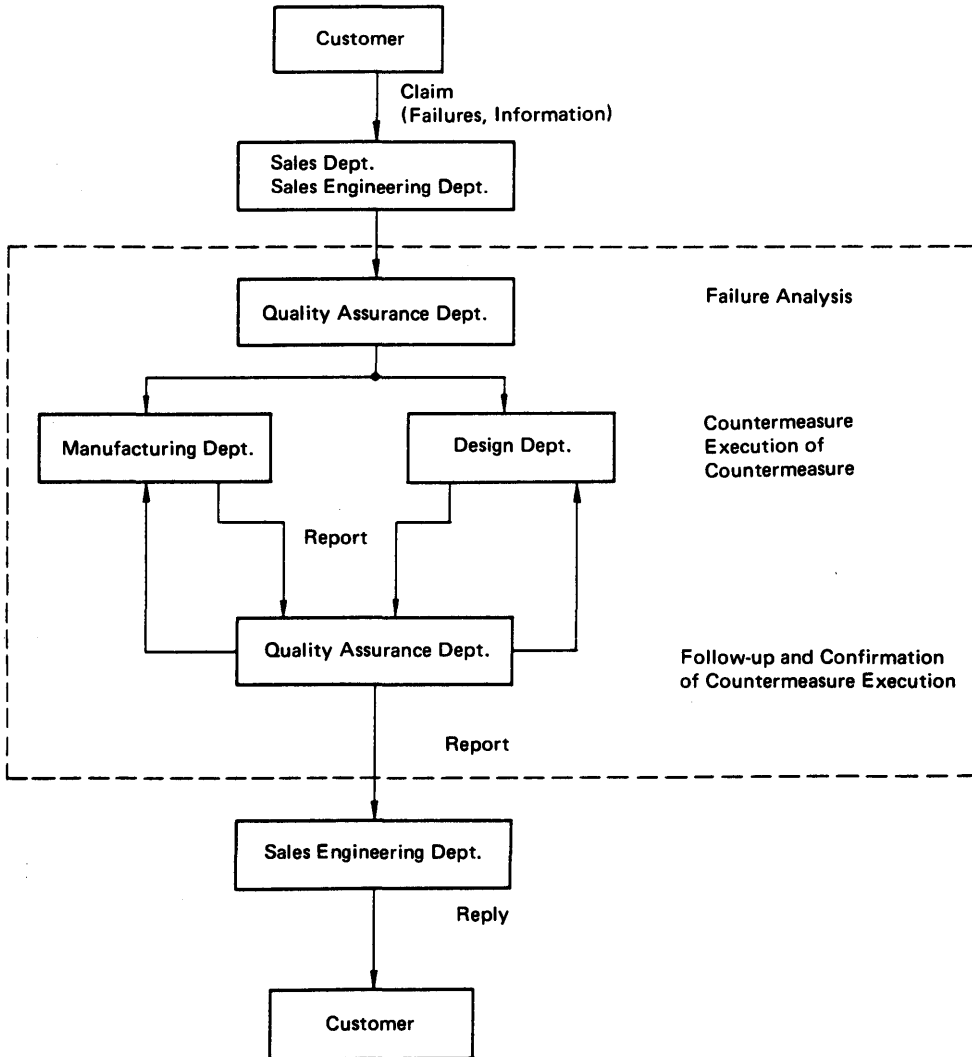 Customer
Claim
(Failures, Information)
Sales Dept.
Sales Engineering Dept.
Quality Assurance Dept.
Failure Analysis
Manufacturing Dept.
Design Dept.
Countermeasure
Execution of
Countermeasure
Report
Quality Assurance Dept.
Follow-up and Confirmation
of Countermeasure Execution
Report
Sales Engineering Dept.
Reply
Customer